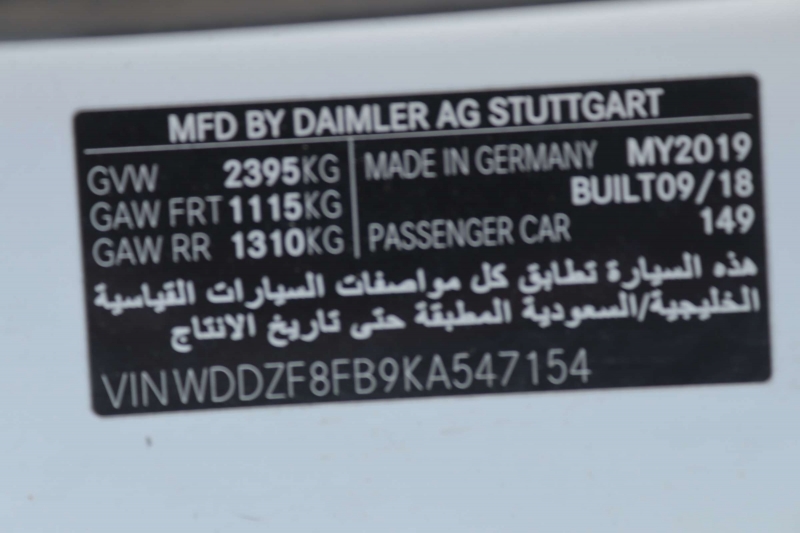 MFD BY DAIMLER AG STUTTGART
GVW 2395KG MADE IN GERMANY MY2019
BUILT09/18
GAW FRT 1115KG
GAW RR 1310KG PASSENGER CAR 149
هذه السيارة تطابق كل مواصفات السيارات القياسية
الخليجية/السعودية المطبقة حتى تاريخ الانتاج
VIN WDDZF8FB9KA547154